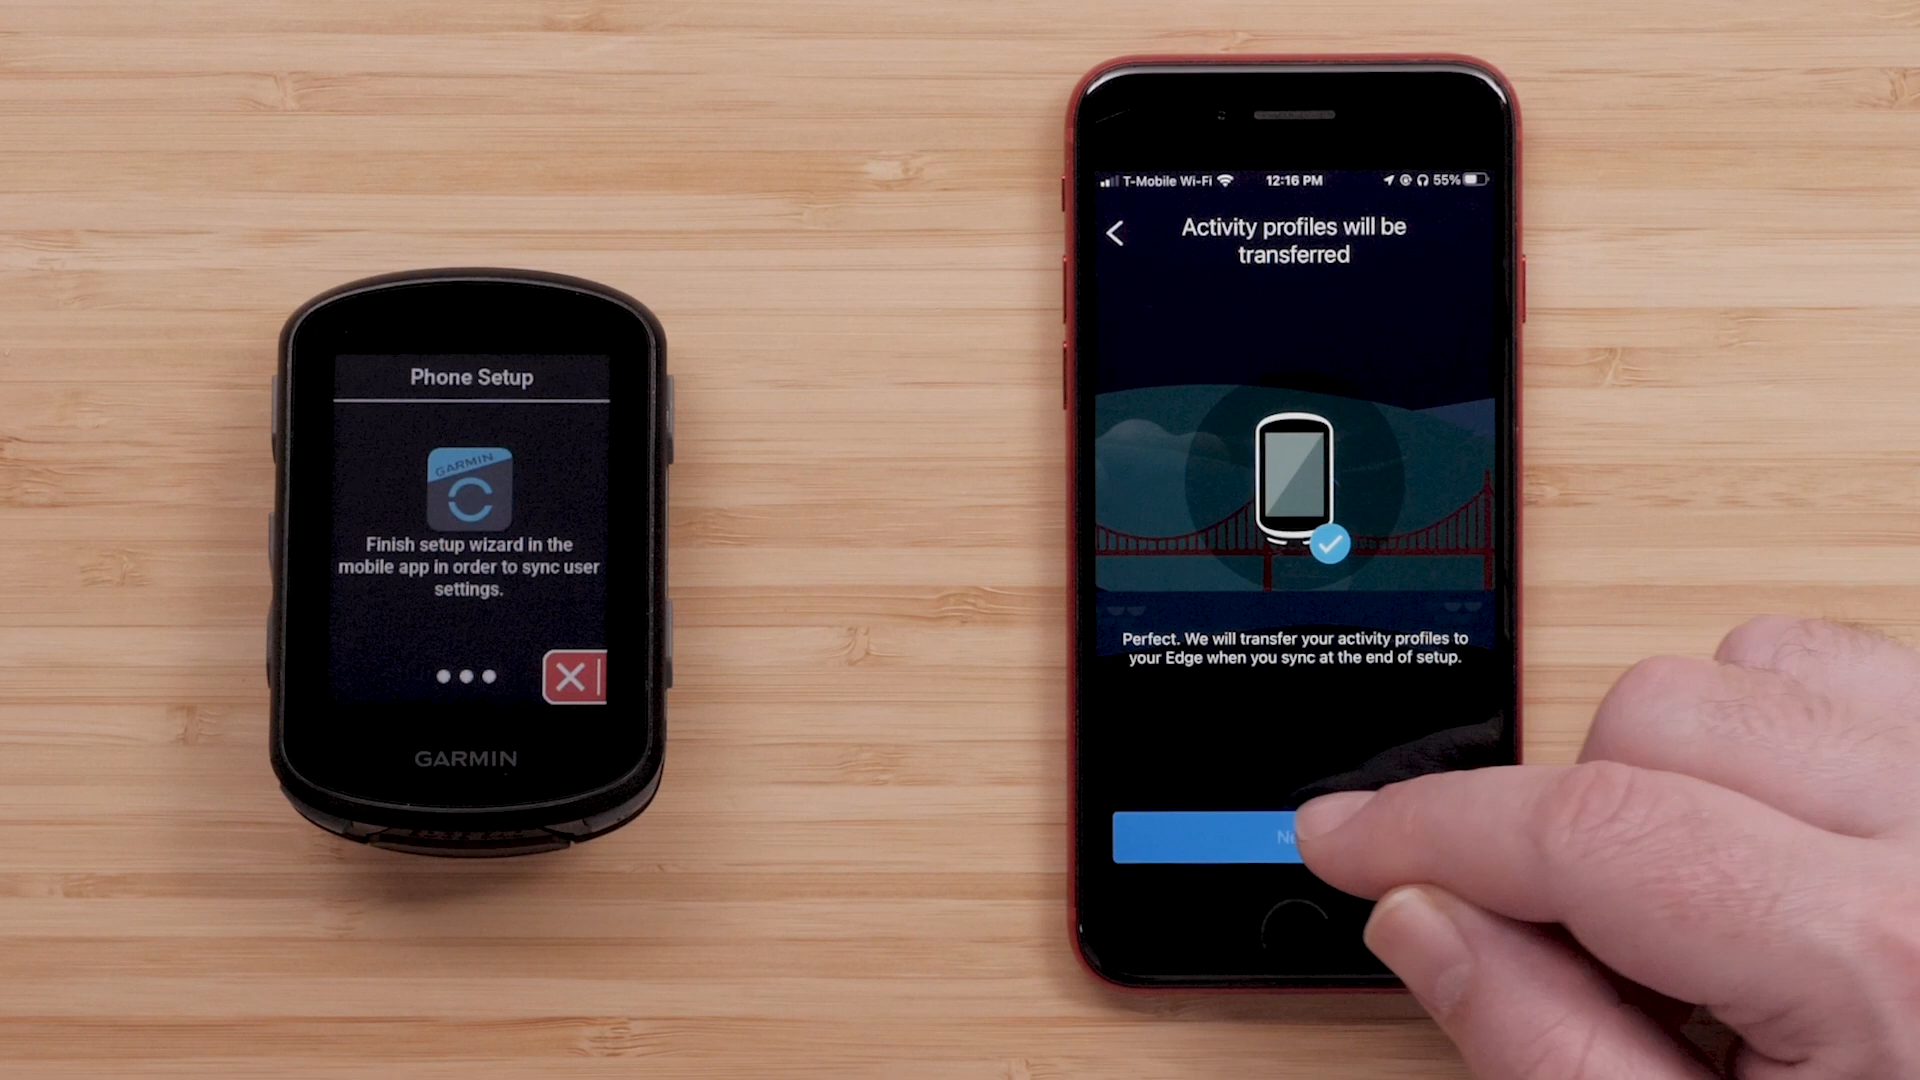 Phone Setup
GARMIN
Finish setup wizard in the
mobile app in order to sync user
settings.
GARMIN
T-Mobile Wi-Fi 12:16 PM 55%
Activity profiles will be
transferred
Perfect. We will transfer your activity profiles to
your Edge when you sync at the end of setup.